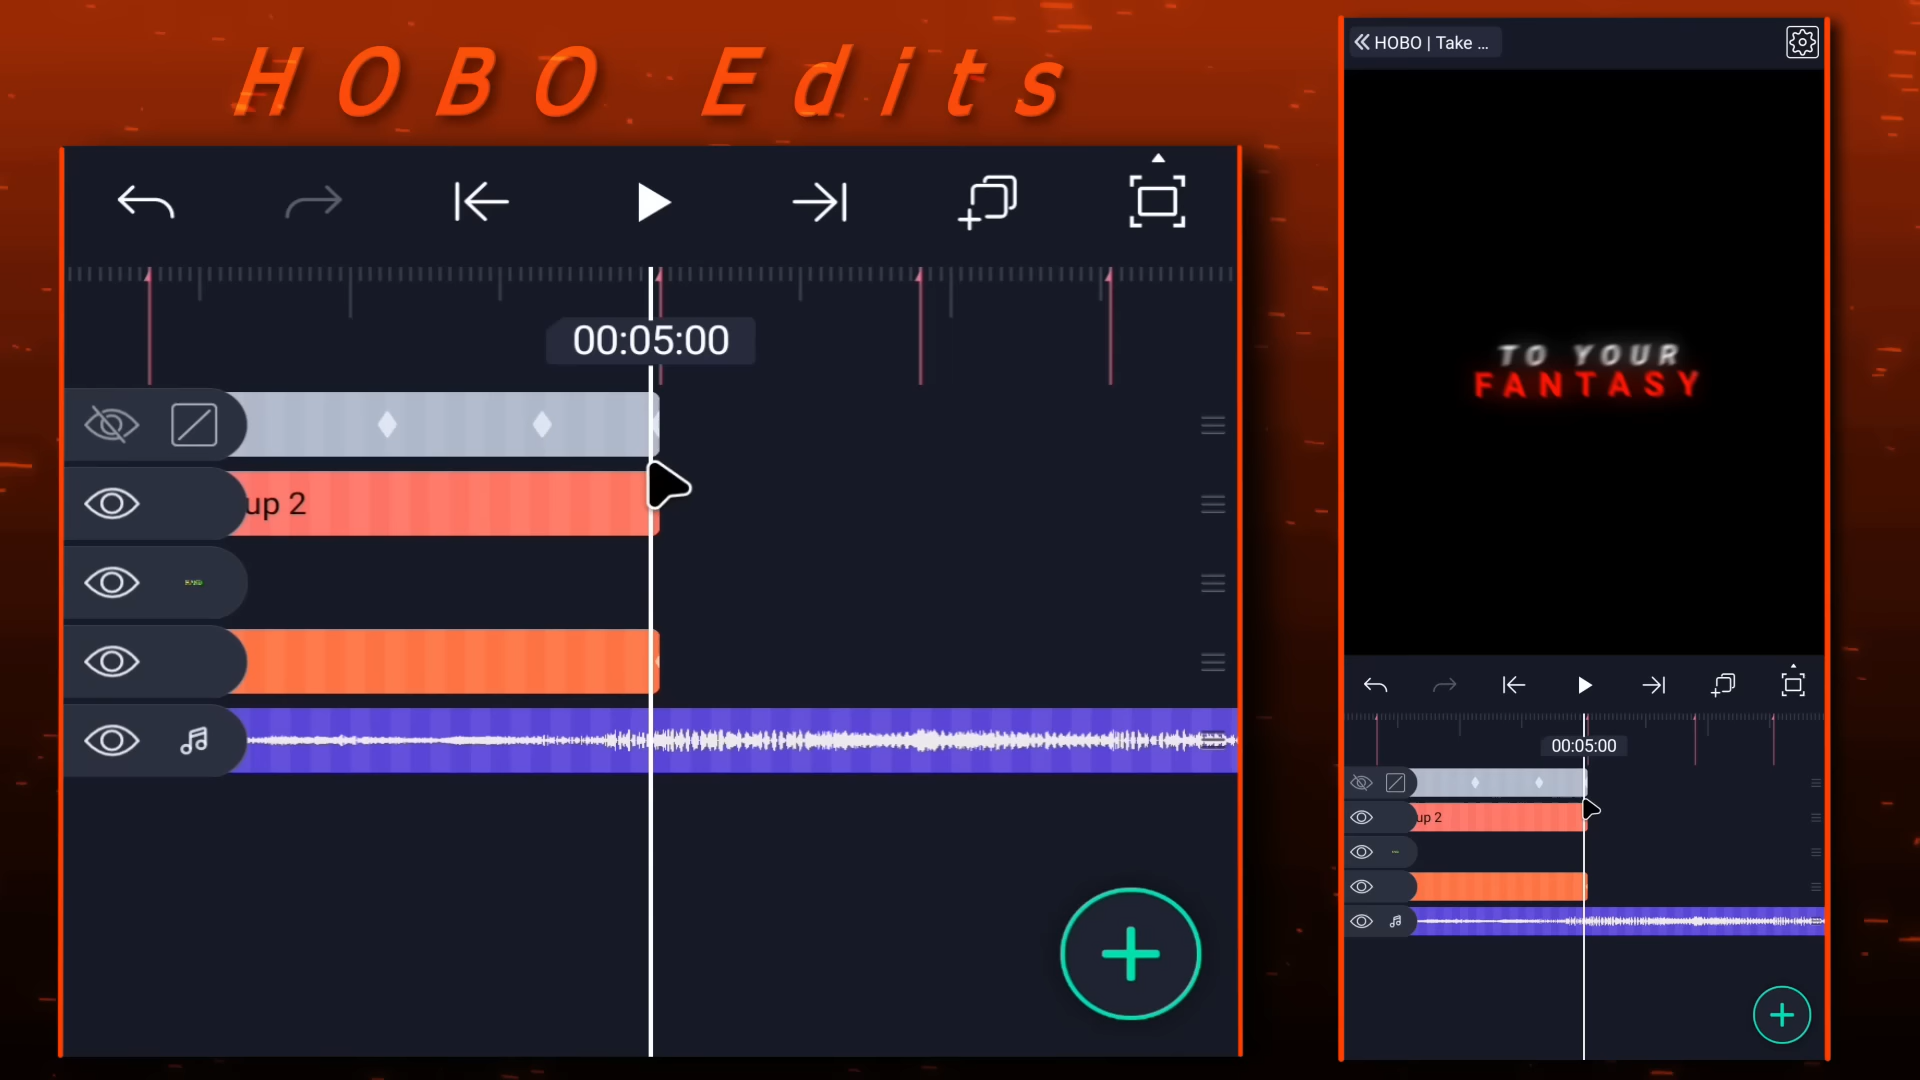 HOBO Edits
00:05:00
up 2
HOBO | Take ...
TO YOUR
FANTASY
00:05:00
up 2